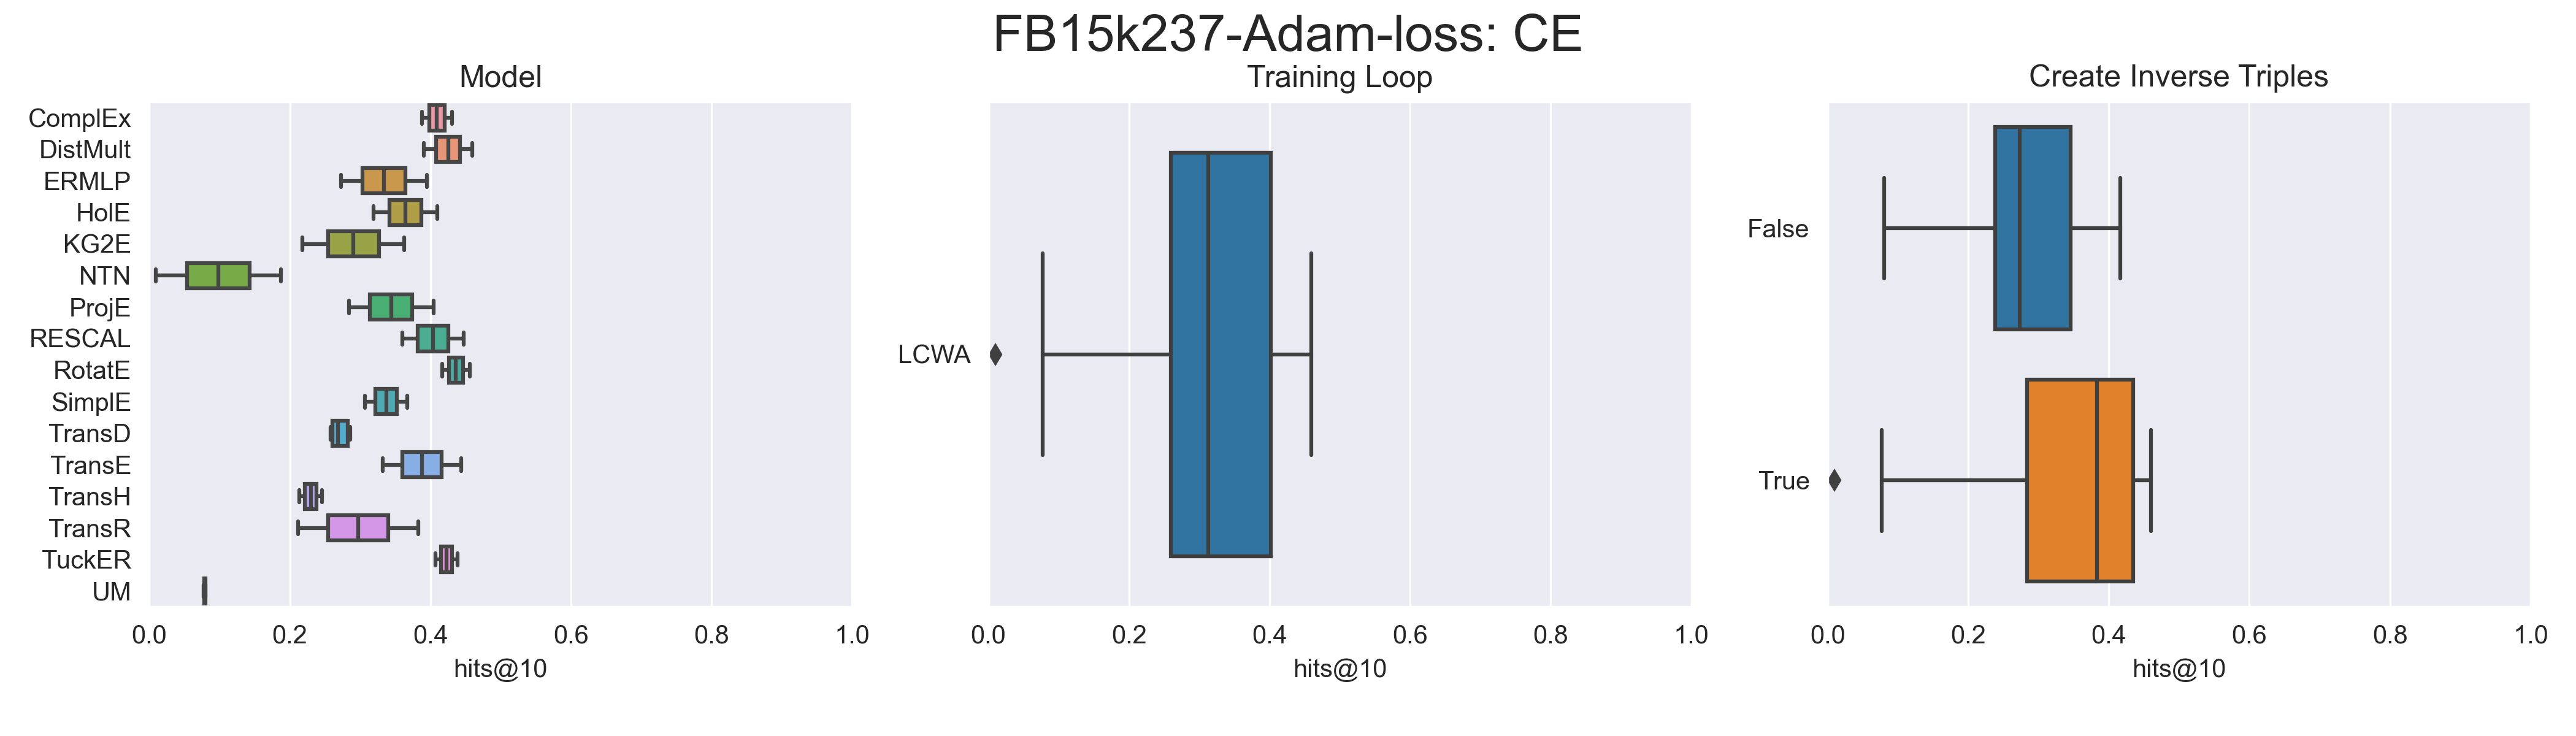 FB15k237-Adam-loss: CE
Model
ComplEx
DistMult
ERMLP
HolE
KG2E
NTN
ProjE
RESCAL
RotatE
SimplE
TransD
TransE
TransH
TransR
TuckER
UM
0.0 0.2 0.4 0.6 0.8 1.0
hits@10
Training Loop
LCWA
0.0 0.2 0.4 0.6 0.8 1.0
hits@10
Create Inverse Triples
False
True
0.0 0.2 0.4 0.6 0.8 1.0
hits@10